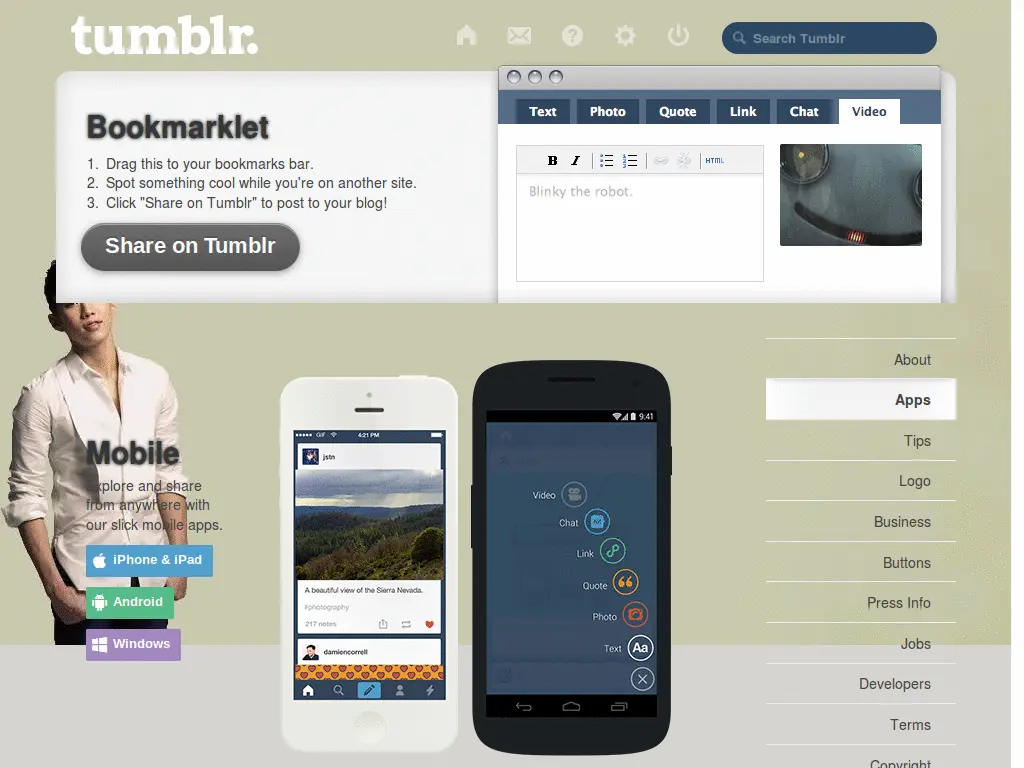 tumblr.
Search Tumblr
Bookmarklet
1. Drag this to your bookmarks bar.
2. Spot something cool while you're on another site.
3. Click "Share on Tumblr" to post to your blog!
Share on Tumblr
Text Photo Quote Link Chat Video
B I HTML
Blinky the robot.
Mobile
Explore and share
from anywhere with
our slick mobile apps.
iPhone & iPad
Android
Windows
GIF 4:21 PM
jstn
A beautiful view of the Sierra Nevada.
#photography
217 notes
damiencorrell
9:41
Video
Chat
Link
Quote
Photo
Text Aa
About
Apps
Tips
Logo
Business
Buttons
Press Info
Jobs
Developers
Terms
Copyright